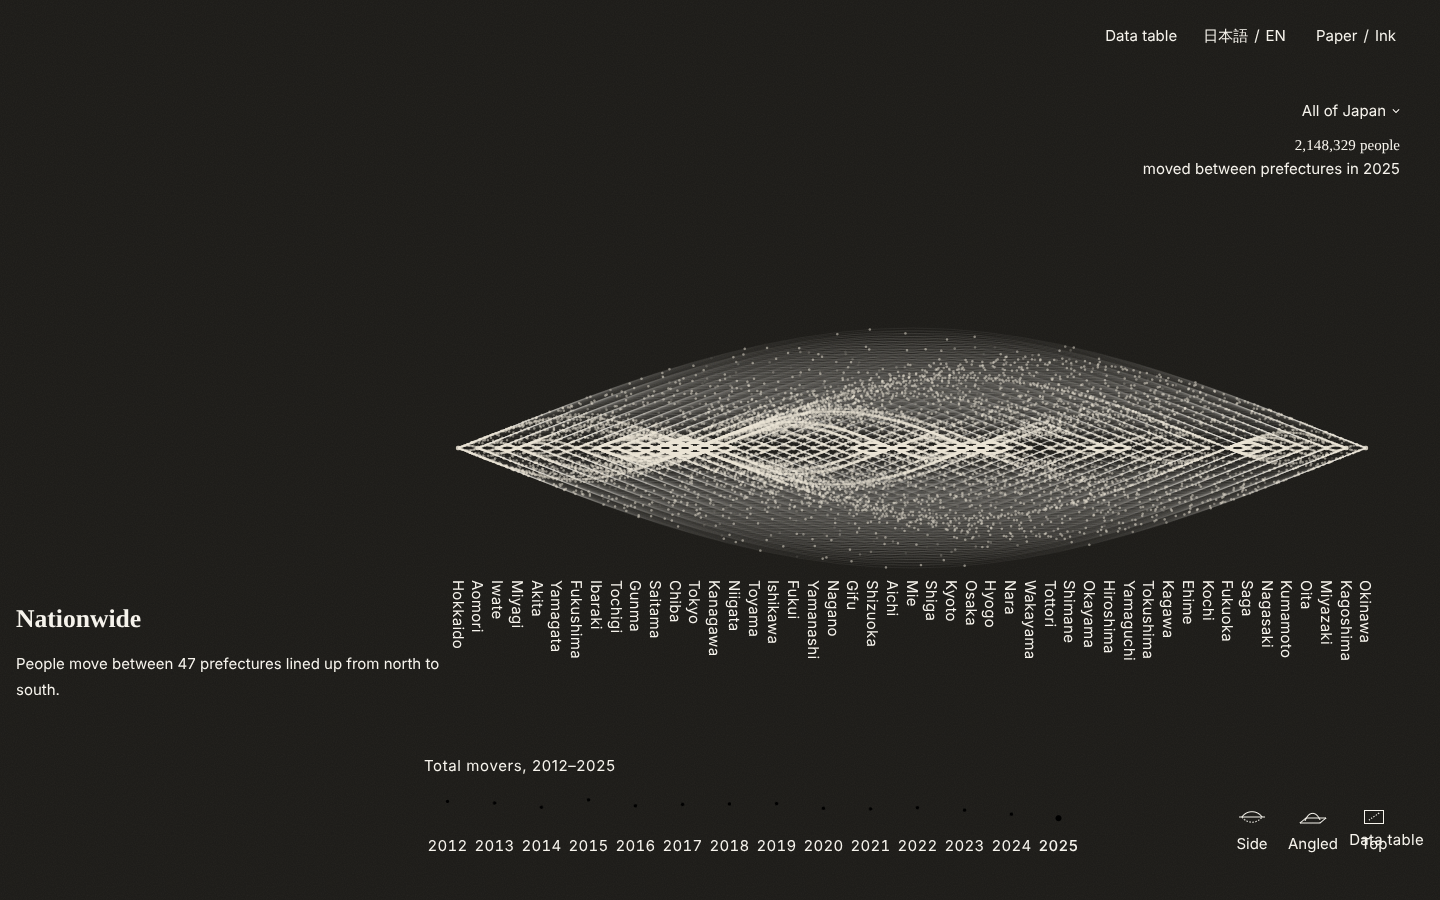 Data table
日本語 / EN
Paper / Ink
All of Japan
2,148,329 people
moved between prefectures in 2025
Hokkaido
Aomori
Iwate
Miyagi
Akita
Yamagata
Fukushima
Ibaraki
Tochigi
Gunma
Saitama
Chiba
Tokyo
Kanagawa
Niigata
Toyama
Ishikawa
Fukui
Yamanashi
Nagano
Gifu
Shizuoka
Aichi
Mie
Shiga
Kyoto
Osaka
Hyogo
Nara
Wakayama
Tottori
Shimane
Okayama
Hiroshima
Yamaguchi
Tokushima
Kagawa
Ehime
Kochi
Fukuoka
Saga
Nagasaki
Kumamoto
Oita
Miyazaki
Kagoshima
Okinawa
Nationwide
People move between 47 prefectures lined up from north to
south.
Total movers, 2012–2025
2012 2013 2014 2015 2016 2017 2018 2019 2020 2021 2022 2023 2024 2025
Side
Angled
Top
Data table